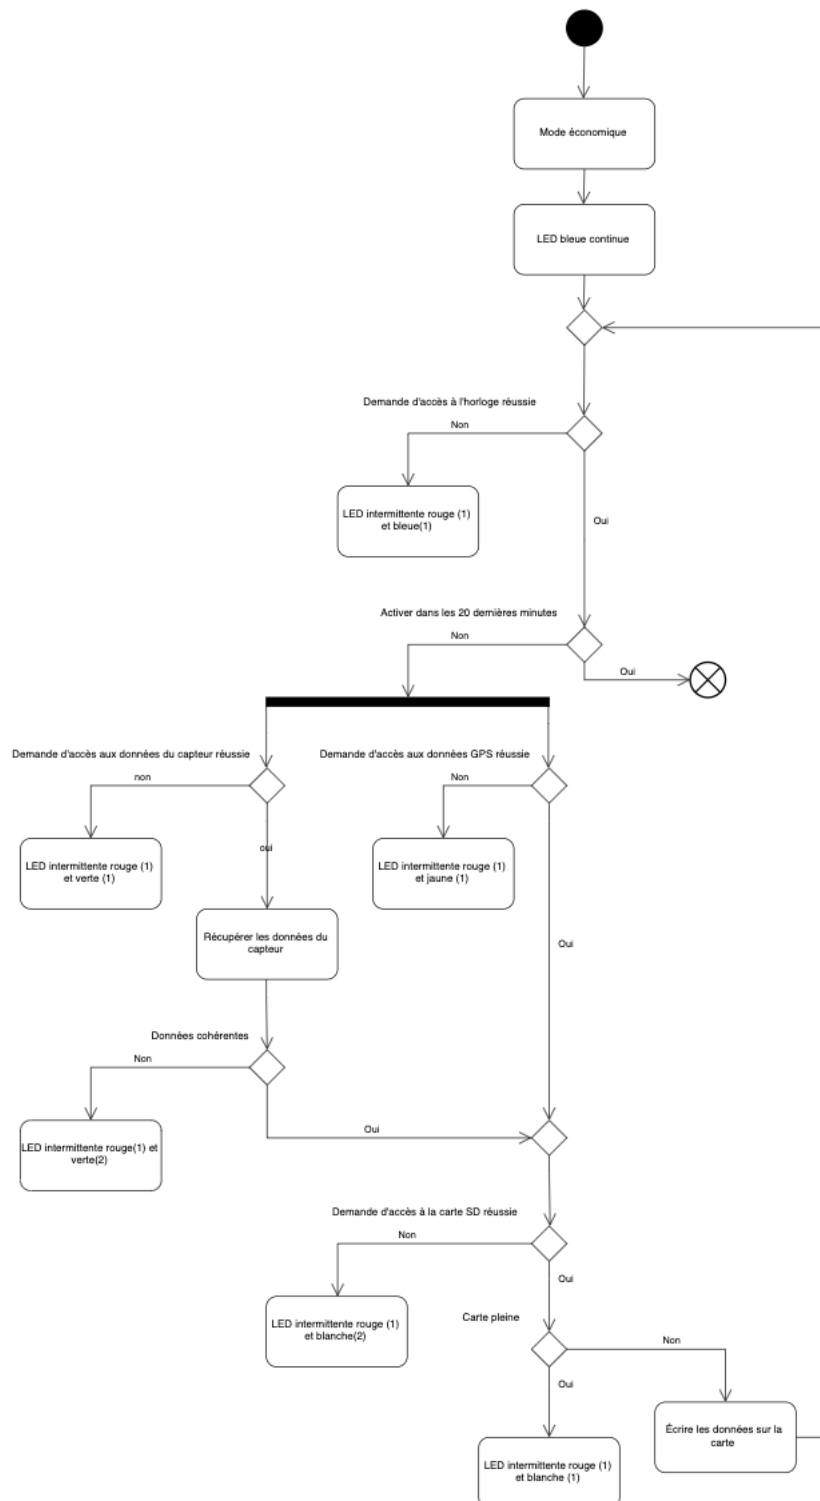 Mode économique
LED bleue continue
Demande d'accès à l'horloge réussie
Non
LED intermittente rouge (1)
et bleue(1)
Oui
Activer dans les 20 dernières minutes
Non
Oui
Demande d'accès aux données du capteur réussie
Demande d'accès aux données GPS réussie
non
Non
LED intermittente rouge (1)
et verte (1)
LED intermittente rouge (1)
et jaune (1)
oui
Récupérer les données du
capteur
Oui
Données cohérentes
Non
LED intermittente rouge(1) et
verte(2)
Oui
Demande d'accès à la carte SD réussie
Non
Oui
LED intermittente rouge (1)
et blanche(2)
Carte pleine
Non
Oui
Écrire les données sur la
carte
LED intermittente rouge (1)
et blanche (1)